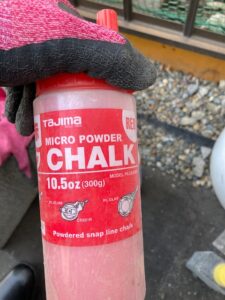 TAJIMA
MICRO POWDER
RED
CHALK
10.5oz (300g)
Powdered snap line chalk